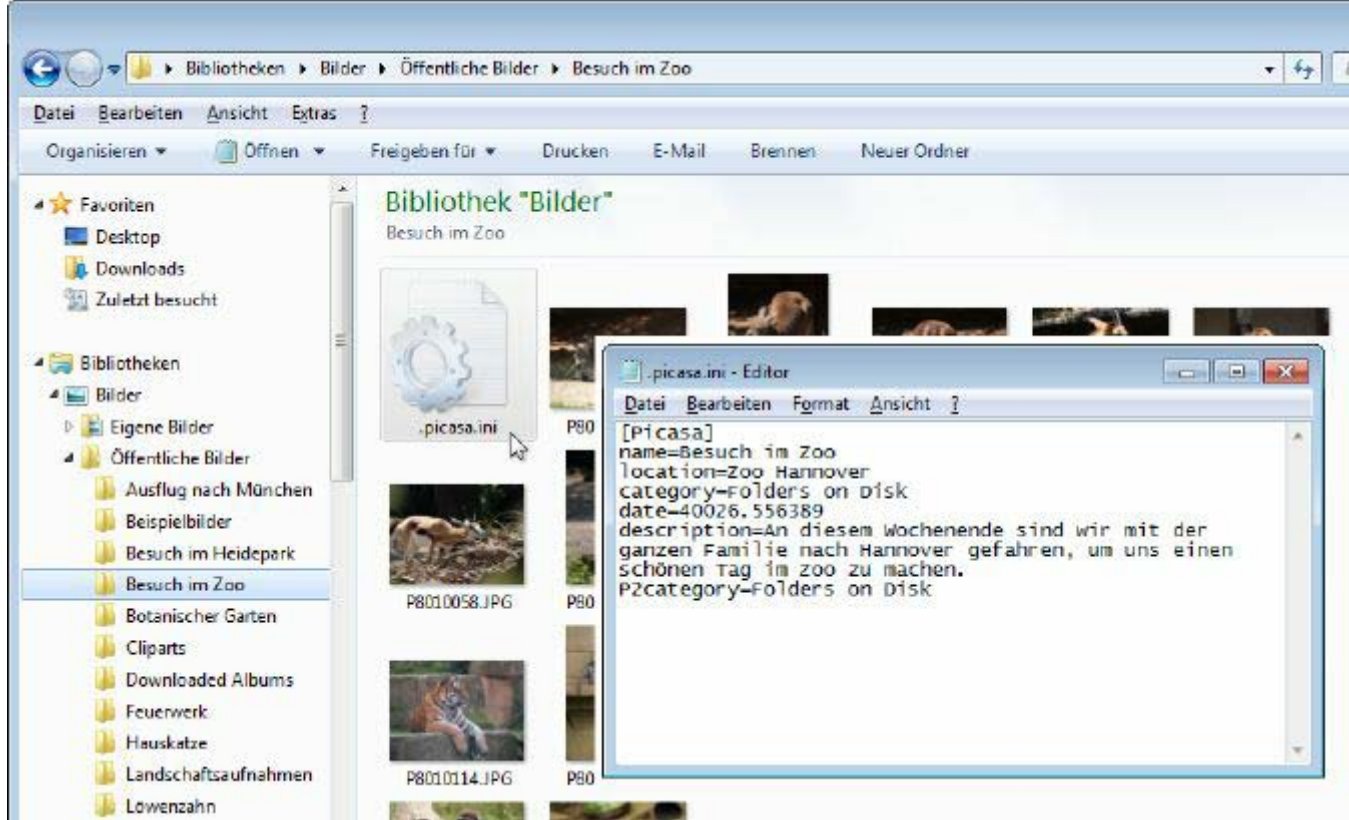 Bibliotheken ▸ Bilder ▸ Öffentliche Bilder ▸ Besuch im Zoo
Datei Bearbeiten Ansicht Extras ?
Organisieren Öffnen Freigeben für Drucken E-Mail Brennen Neuer Ordner
Favoriten
Desktop
Downloads
Zuletzt besucht
Bibliotheken
Bilder
Eigene Bilder
Öffentliche Bilder
Ausflug nach München
Beispielbilder
Besuch im Heidepark
Besuch im Zoo
Botanischer Garten
Cliparts
Downloaded Albums
Feuerwerk
Hauskatze
Landschaftsaufnahmen
Löwenzahn
Bibliothek "Bilder"
Besuch im Zoo
.picasa.ini
P80
P8010058.JPG
P80
P8010114.JPG
P80
.picasa.ini - Editor
Datei Bearbeiten Format Ansicht ?
[Picasa]
name=Besuch im Zoo
location=Zoo Hannover
category=Folders on Disk
date=40026.556389
description=An diesem Wochenende sind wir mit der
ganzen Familie nach Hannover gefahren, um uns einen
schönen Tag im Zoo zu machen.
P2category=Folders on Disk